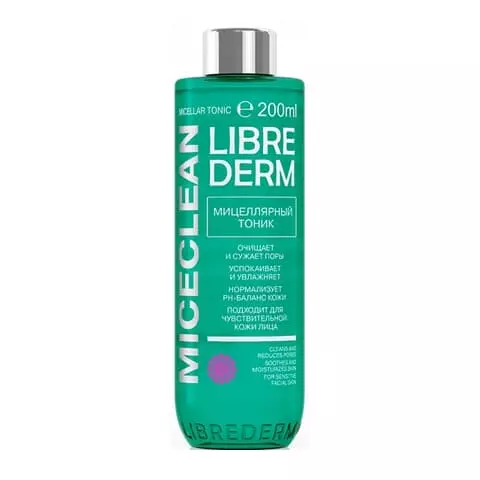 MICELLAR TONIC ℮ 200ml
MICECLEAN
LIBRE
DERM
МИЦЕЛЛЯРНЫЙ
ТОНИК
ОЧИЩАЕТ
И СУЖАЕТ ПОРЫ
УСПОКАИВАЕТ
И УВЛАЖНЯЕТ
НОРМАЛИЗУЕТ
PH-БАЛАНС КОЖИ
ПОДХОДИТ ДЛЯ
ЧУВСТВИТЕЛЬНОЙ
КОЖИ ЛИЦА
CLEANS AND
REDUCES PORES
SOOTHES AND
MOISTURIZES SKIN
FOR SENSITIVE
FACIAL SKIN
LIBREDERM